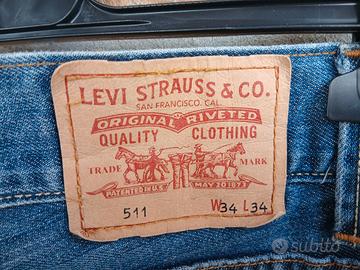 LEVI STRAUSS & CO.
SAN FRANCISCO, CAL.
ORIGINAL RIVETED
QUALITY CLOTHING
TRADE MARK
PATENTED IN U.S. MAY 20 1873
511 W34 L34
subito